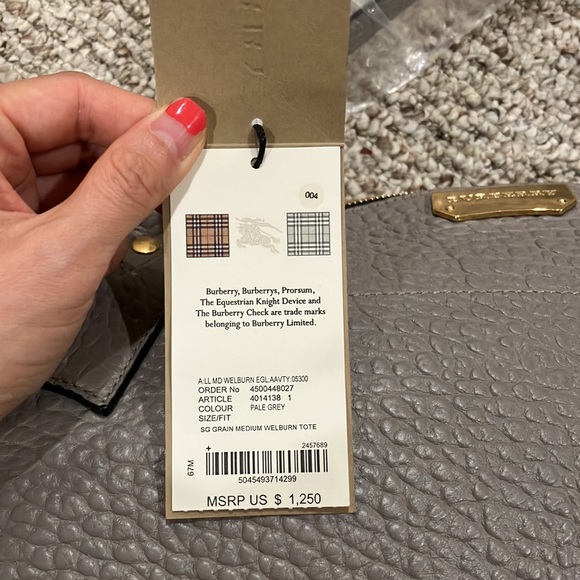 004
Burberry, Burberrys, Prorsum,
The Equestrian Knight Device and
The Burberry Check are trade marks
belonging to Burberry Limited.
A:LL MD WELBURN EGL:AAVTY:05300
ORDER No 4500448027
ARTICLE 4014138 1
COLOUR PALE GREY
SIZE/FIT
SG GRAIN MEDIUM WELBURN TOTE
+ 2457689
67M
5045493714299
MSRP US $ 1,250